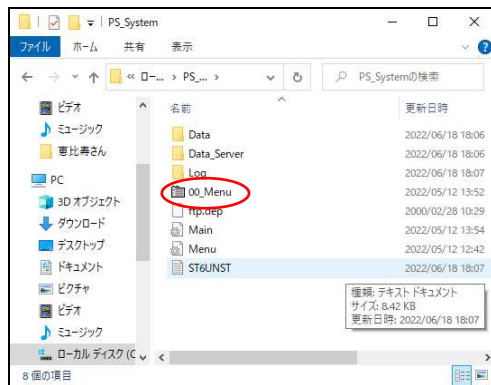 PS_System
ファイル ホーム 共有 表示
« ロー... › PS_... › PS_Systemの検索
名前 更新日時
ビデオ
ミュージック
恵比寿さん
PC
3D オブジェクト
ダウンロード
デスクトップ
ドキュメント
ピクチャ
ビデオ
ミュージック
ローカル ディスク (C
Data 2022/06/18 18:06
Data_Server 2022/06/18 18:06
Log 2022/06/18 18:07
00_Menu 2022/05/12 13:52
ftp.dep 2000/02/28 10:29
Main 2022/05/12 13:54
Menu 2022/05/12 12:42
ST6UNST 2022/06/18 18:07
種類: テキスト ドキュメント
サイズ: 8.42 KB
更新日時: 2022/06/18 18:07
8 個の項目